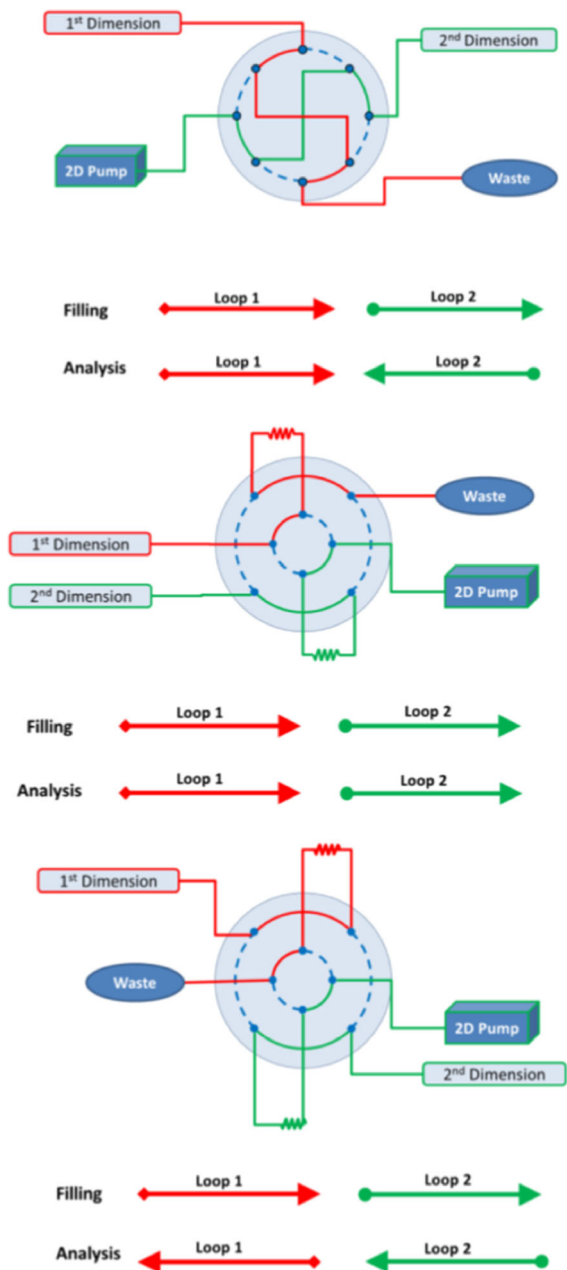 1st Dimension
2nd Dimension
2D Pump
Waste
Filling Loop 1 Loop 2
Analysis Loop 1 Loop 2
Waste
1st Dimension
2nd Dimension
2D Pump
Filling Loop 1 Loop 2
Analysis Loop 1 Loop 2
1st Dimension
Waste
2D Pump
2nd Dimension
Filling Loop 1 Loop 2
Analysis Loop 1 Loop 2